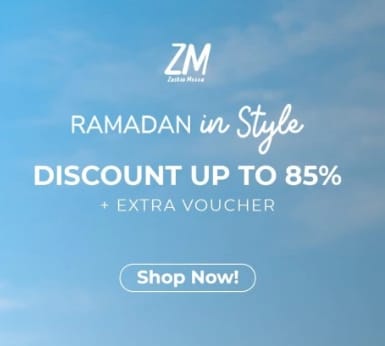 ZM
Zaskia Mecca
RAMADAN in Style
DISCOUNT UP TO 85%
+ EXTRA VOUCHER
Shop Now!